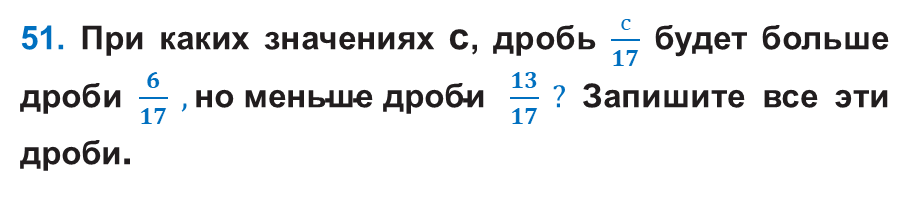 51. При каких значениях с, дробь с/17 будет больше
дроби 6/17 , но меньше дроби 13/17 ? Запишите все эти
дроби.